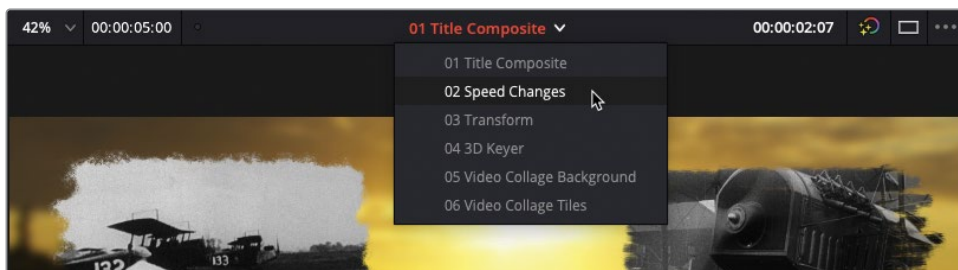 42% 00:00:05:00 01 Title Composite 00:00:02:07
01 Title Composite
02 Speed Changes
03 Transform
04 3D Keyer
05 Video Collage Background
06 Video Collage Tiles
133